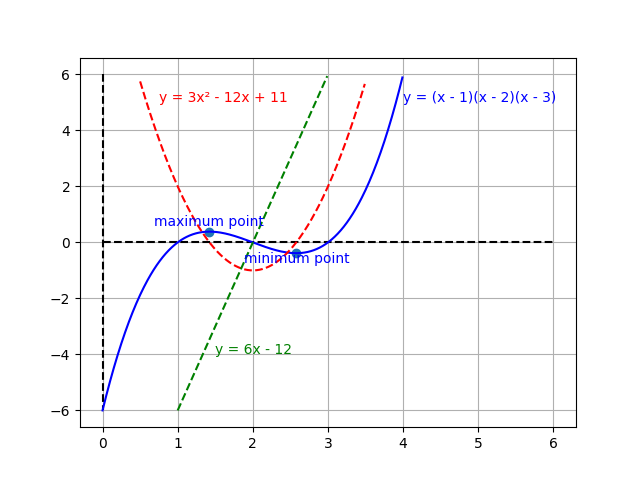 6
y = 3x² - 12x + 11
y = (x - 1)(x - 2)(x - 3)
4
2
maximum point
0
minimum point
−2
−4
y = 6x - 12
−6
0 1 2 3 4 5 6